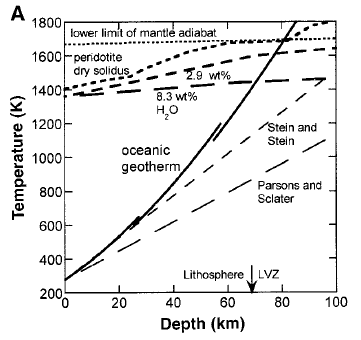 A
1800
1600
1400
1200
1000
800
600
400
200
Temperature (K)
lower limit of mantle adiabat
peridotite
dry solidus
2.9 wt%
8.3 wt%
H₂O
oceanic
geotherm
Stein and
Stein
Parsons and
Sclater
Lithosphere
LVZ
0
20
40
60
80
100
Depth (km)